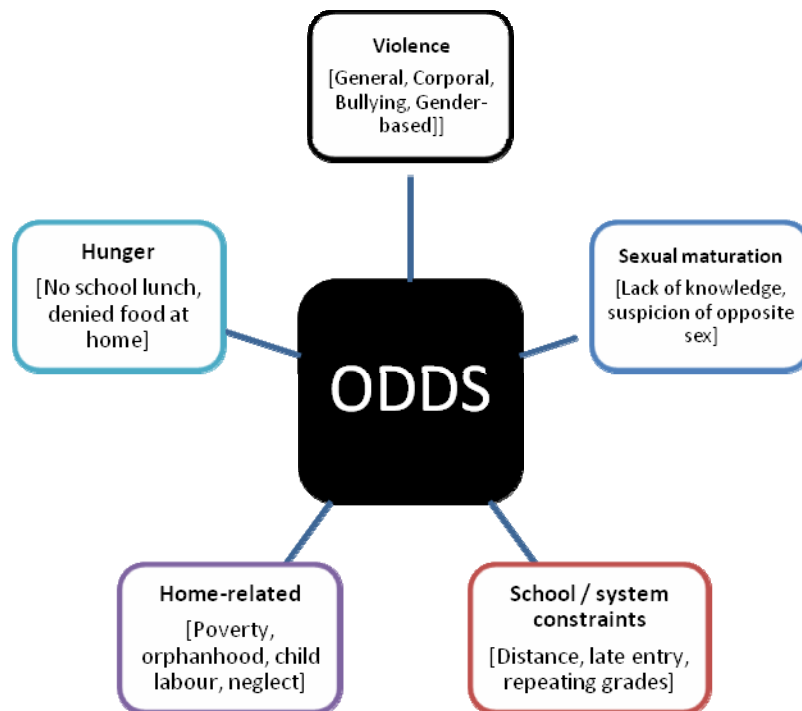 Violence
[General, Corporal,
Bullying, Gender-
based]]
Hunger
[No school lunch,
denied food at
home]
Sexual maturation
[Lack of knowledge,
suspicion of opposite
sex]
ODDS
Home-related
[Poverty,
orphanhood, child
labour, neglect]
School / system
constraints
[Distance, late entry,
repeating grades]